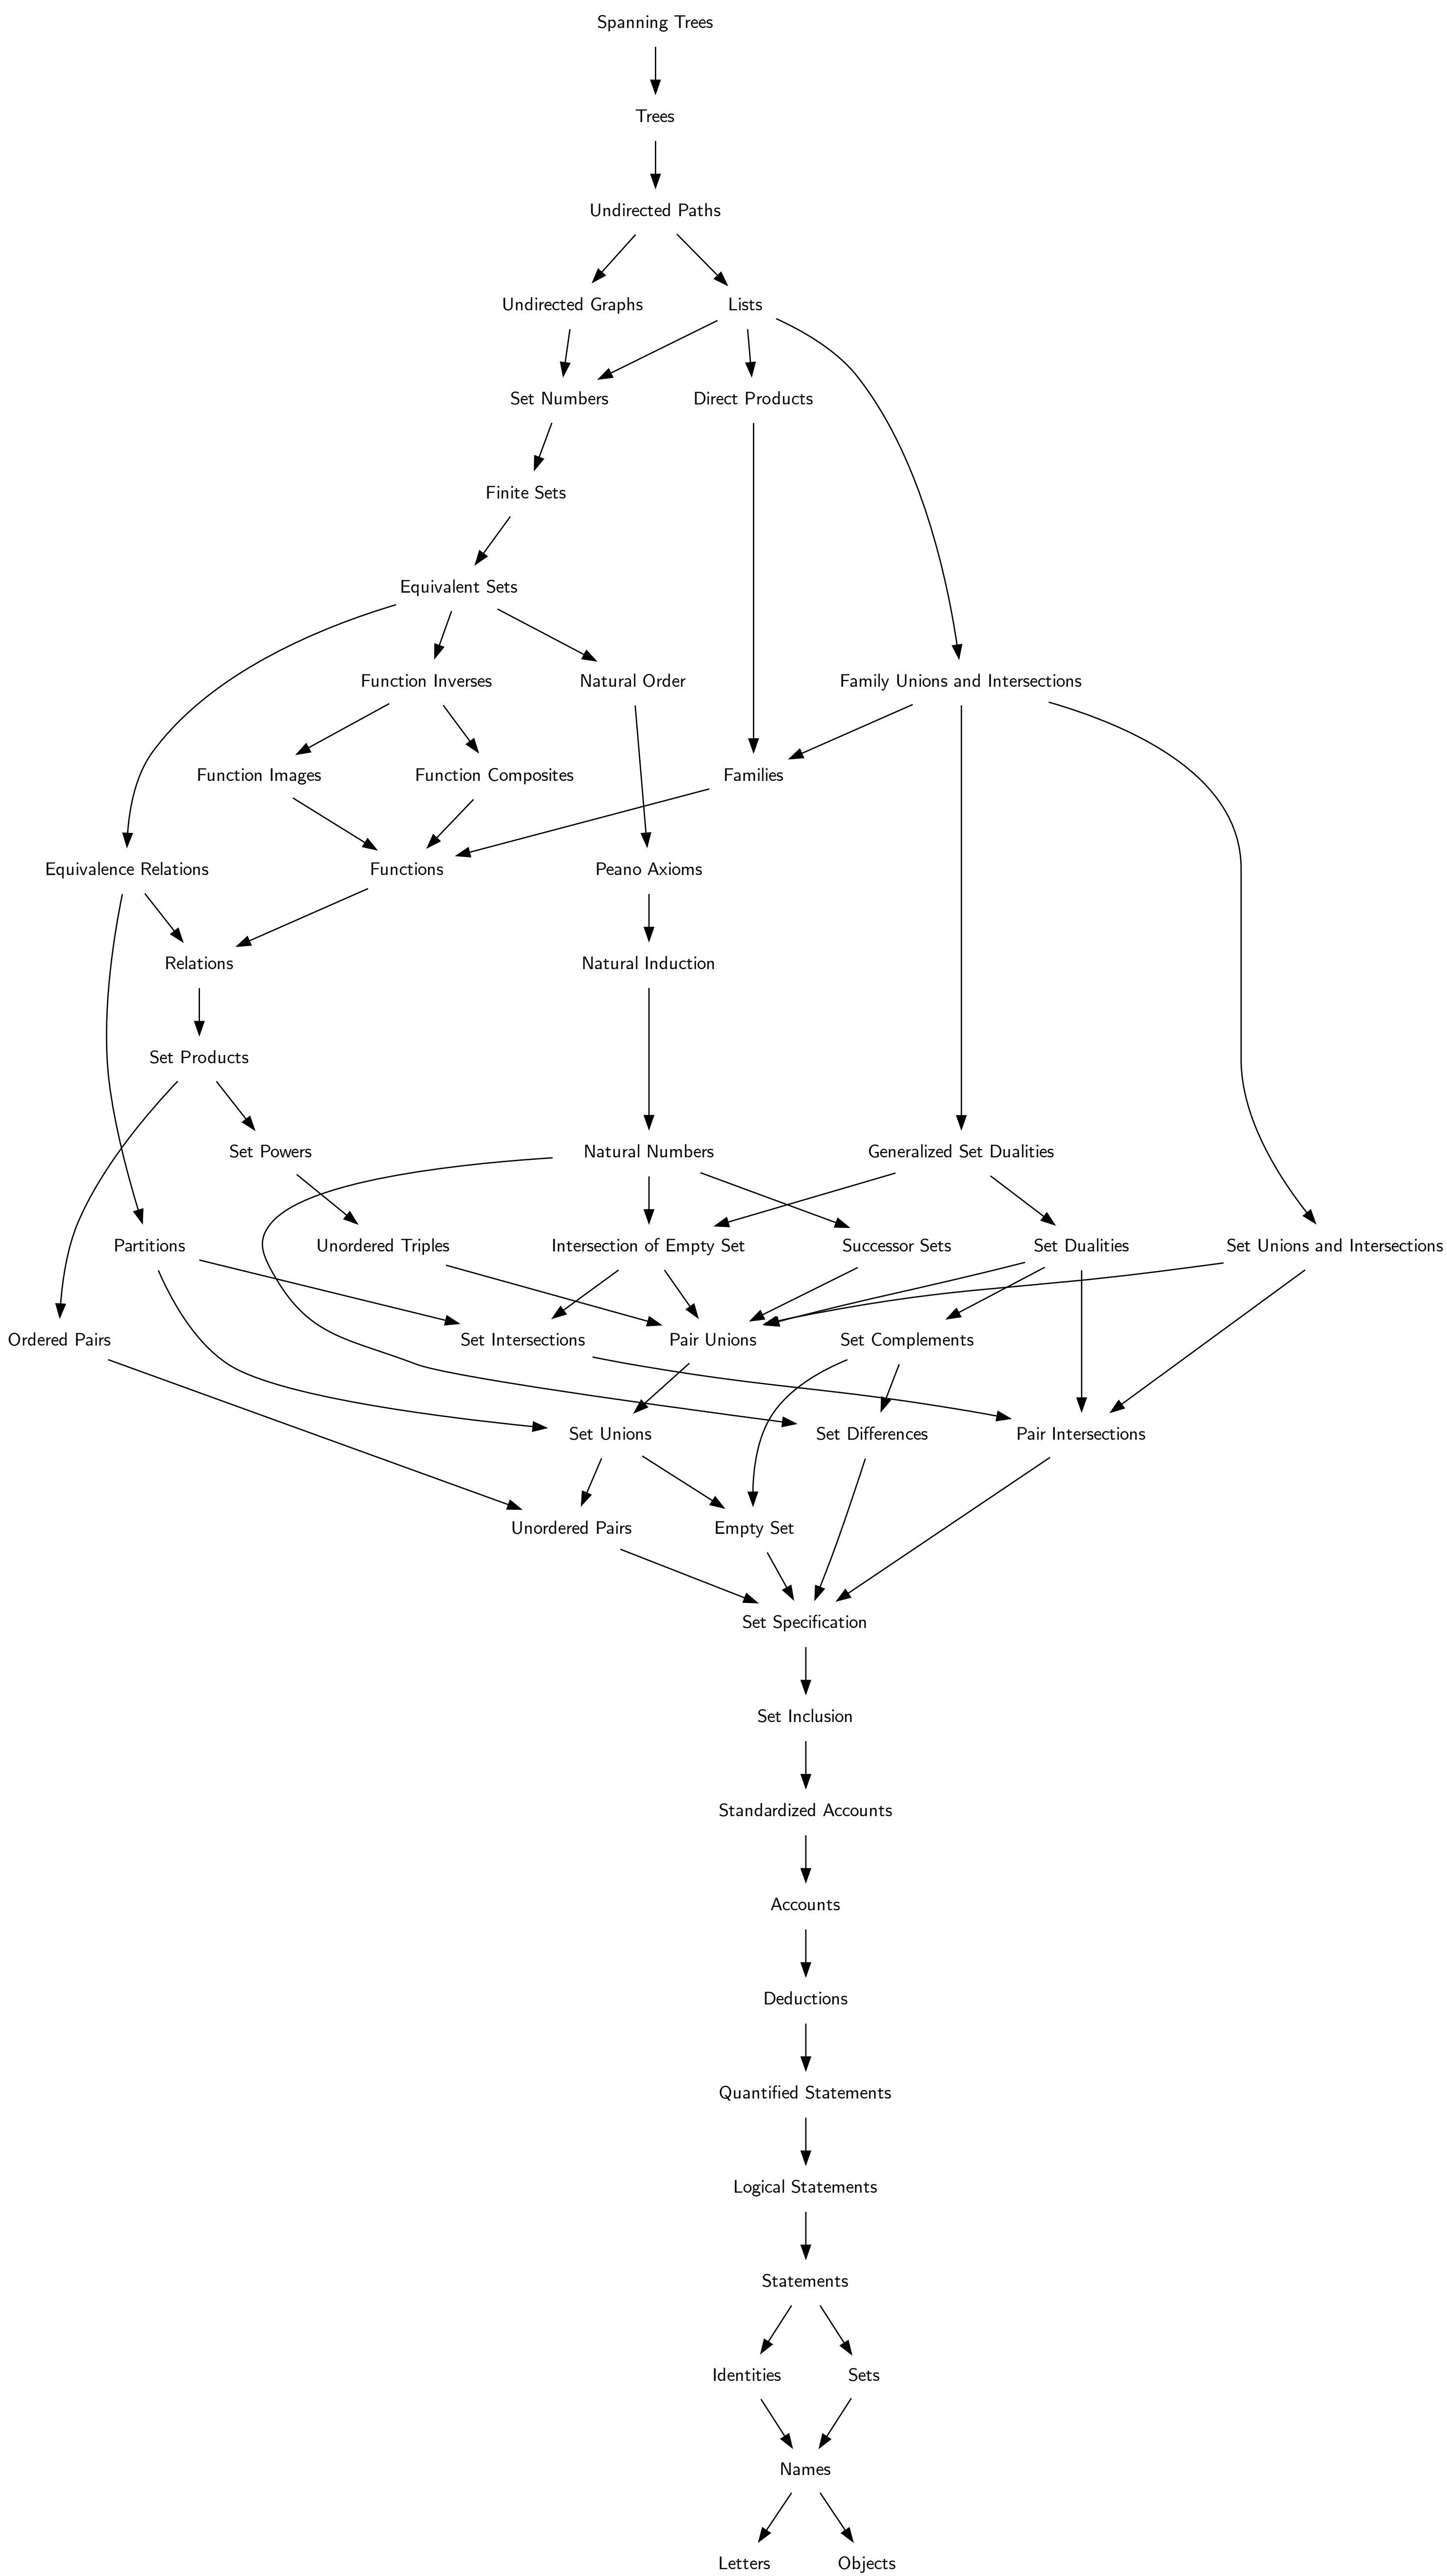 Spanning Trees
Trees
Undirected Paths
Undirected Graphs
Lists
Set Numbers
Direct Products
Finite Sets
Equivalent Sets
Function Inverses
Natural Order
Family Unions and Intersections
Function Images
Function Composites
Families
Equivalence Relations
Functions
Peano Axioms
Relations
Natural Induction
Set Products
Set Powers
Natural Numbers
Generalized Set Dualities
Partitions
Unordered Triples
Intersection of Empty Set
Successor Sets
Set Dualities
Set Unions and Intersections
Ordered Pairs
Set Intersections
Pair Unions
Set Complements
Set Unions
Set Differences
Pair Intersections
Unordered Pairs
Empty Set
Set Specification
Set Inclusion
Standardized Accounts
Accounts
Deductions
Quantified Statements
Logical Statements
Statements
Identities
Sets
Names
Letters
Objects